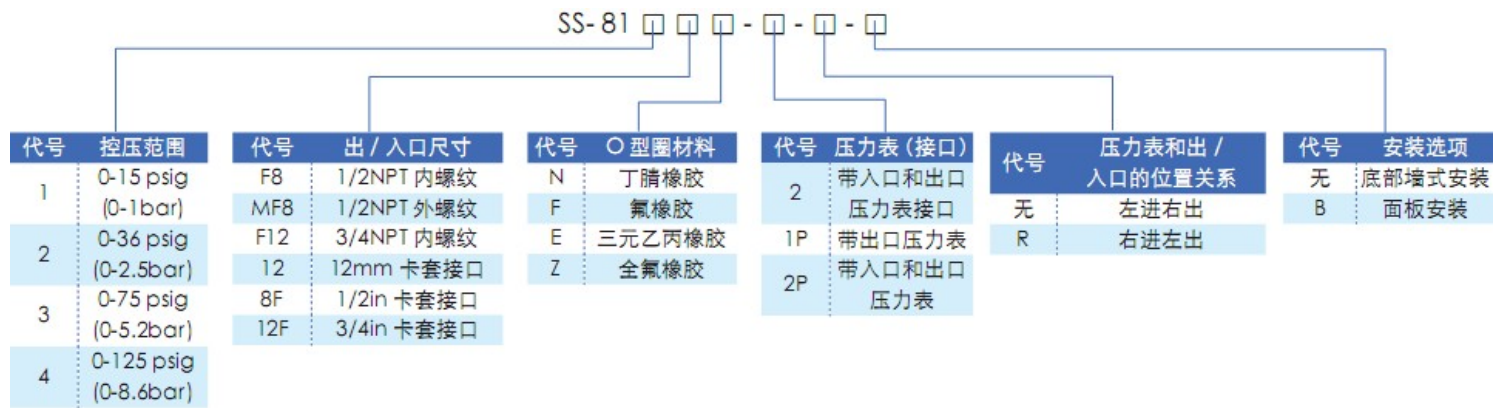 SS-81 □ □ □ - □ - □ - □
代号 控压范围
1 0-15 psig
(0-1bar)
2 0-36 psig
(0-2.5bar)
3 0-75 psig
(0-5.2bar)
4 0-125 psig
(0-8.6bar)
代号 出 / 入口尺寸
F8 1/2NPT 内螺纹
MF8 1/2NPT 外螺纹
F12 3/4NPT 内螺纹
12 12mm 卡套接口
8F 1/2in 卡套接口
12F 3/4in 卡套接口
代号 O 型圈材料
N 丁腈橡胶
F 氟橡胶
E 三元乙丙橡胶
Z 全氟橡胶
代号 压力表(接口)
2 带入口和出口
压力表接口
1P 带出口压力表
2P 带入口和出口
压力表
代号 压力表和出 /
入口的位置关系
无 左进右出
R 右进左出
代号 安装选项
无 底部墙式安装
B 面板安装